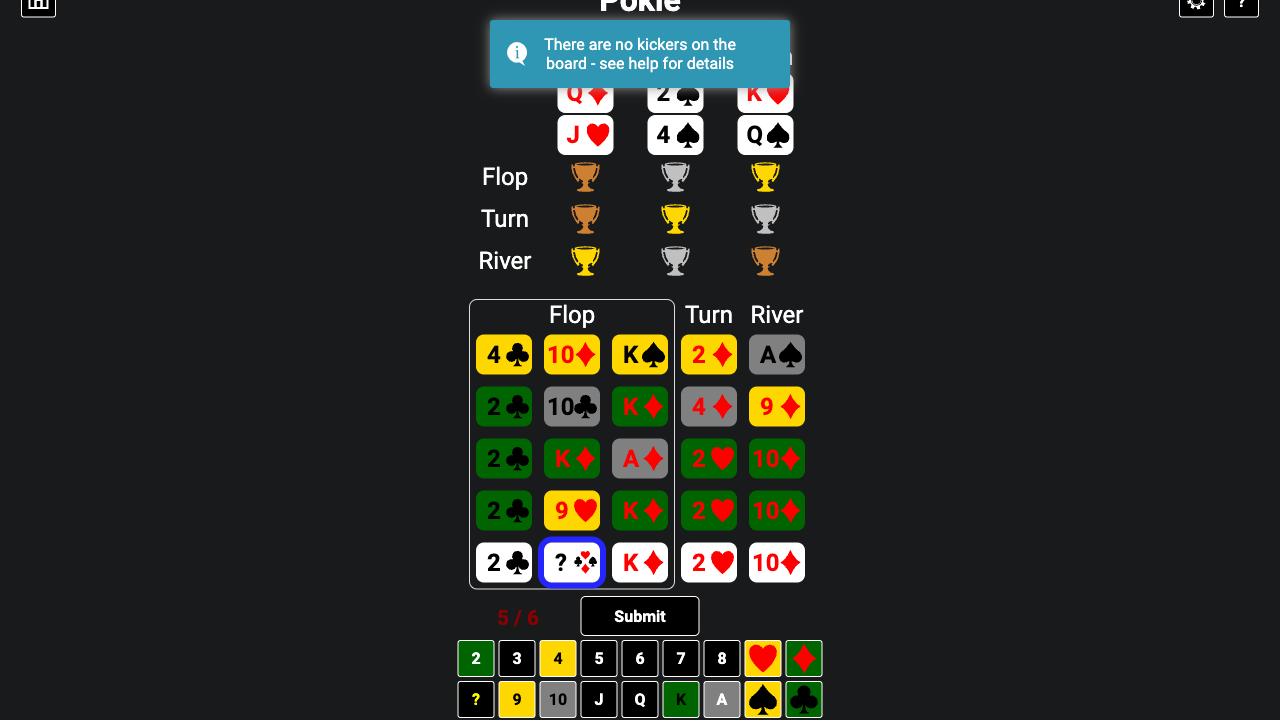 Pokle
?
There are no kickers on the
board - see help for details
Q 2 K
J 4 Q
Flop
Turn
River
Flop Turn River
4 10 K 2 A
2 10 K 4 9
2 K A 2 10
2 9 K 2 10
2 ? K 2 10
5 / 6 Submit
2 3 4 5 6 7 8
? 9 10 J Q K A